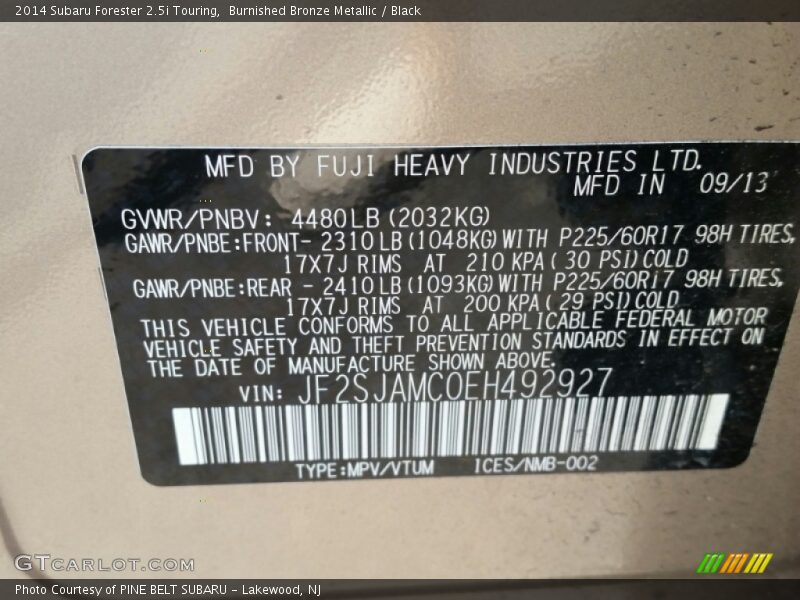 2014 Subaru Forester 2.5i Touring,  Burnished Bronze Metallic / Black
MFD BY FUJI HEAVY INDUSTRIES LTD.
MFD IN 09/13
GVWR/PNBV: 4480LB (2032KG)
GAWR/PNBE:FRONT- 2310LB (1048KG) WITH P225/60R17 98H TIRES,
17X7J RIMS AT 210 KPA ( 30 PSI) COLD
GAWR/PNBE:REAR - 2410LB (1093KG) WITH P225/60R17 98H TIRES,
17X7J RIMS AT 200 KPA ( 29 PSI) COLD
THIS VEHICLE CONFORMS TO ALL APPLICABLE FEDERAL MOTOR
VEHICLE SAFETY AND THEFT PREVENTION STANDARDS IN EFFECT ON
THE DATE OF MANUFACTURE SHOWN ABOVE.
VIN: JF2SJAMC0EH492927
TYPE:MPV/VTUM ICES/NMB-002
GTCarLot.com
Photo Courtesy of PINE BELT SUBARU - Lakewood, NJ